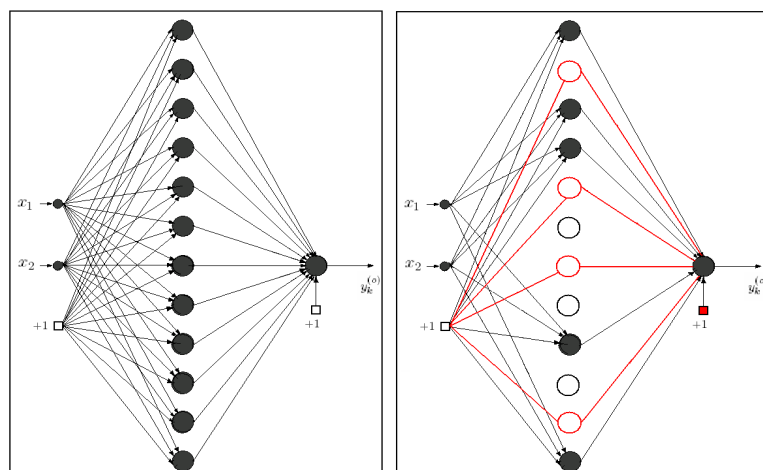 x₁
x₂
+1
y_k^(o)
+1
x₁
x₂
+1
y_k^(o
+1